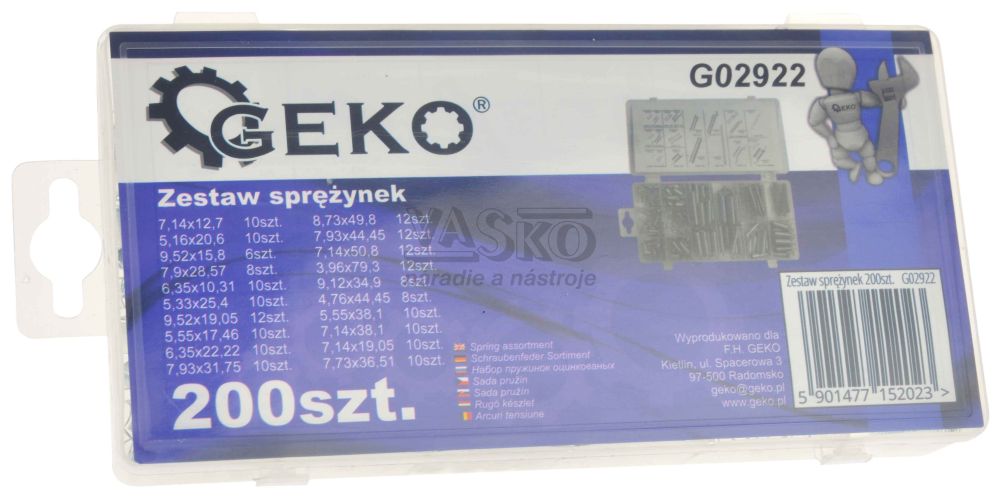 GEKO®
G02922
GEKO
Zestaw sprężynek
7,14x12,7 10szt.
5,16x20,6 10szt.
9,52x15,8 6szt.
7,9x28,57 8szt.
6,35x10,31 10szt.
5,33x25,4 10szt.
9,52x19,05 12szt.
5,55x17,46 10szt.
6,35x22,22 10szt.
7,93x31,75 10szt.
8,73x49,8 12szt.
7,93x44,45 12szt.
7,14x50,8 12szt.
3,96x79,3 12szt.
9,12x34,9 8szt.
4,76x44,45 8szt.
5,55x38,1 10szt.
7,14x38,1 10szt.
7,14x19,05 10szt.
7,73x36,51 10szt.
200szt.
VASKO
náradie a nástroje
Spring assortment
Schraubenfeder Sortiment
Набор пружинок оцинкованых
Sada pružin
Sada pružin
Rugó készlet
Arcuri tensiune
Wyprodukowano dla
F.H. GEKO
Kietlin, ul. Spacerowa 3
97-500 Radomsko
geko@geko.pl
www.geko.pl
Zestaw sprężynek 200szt. G02922
5 901477 152023 >